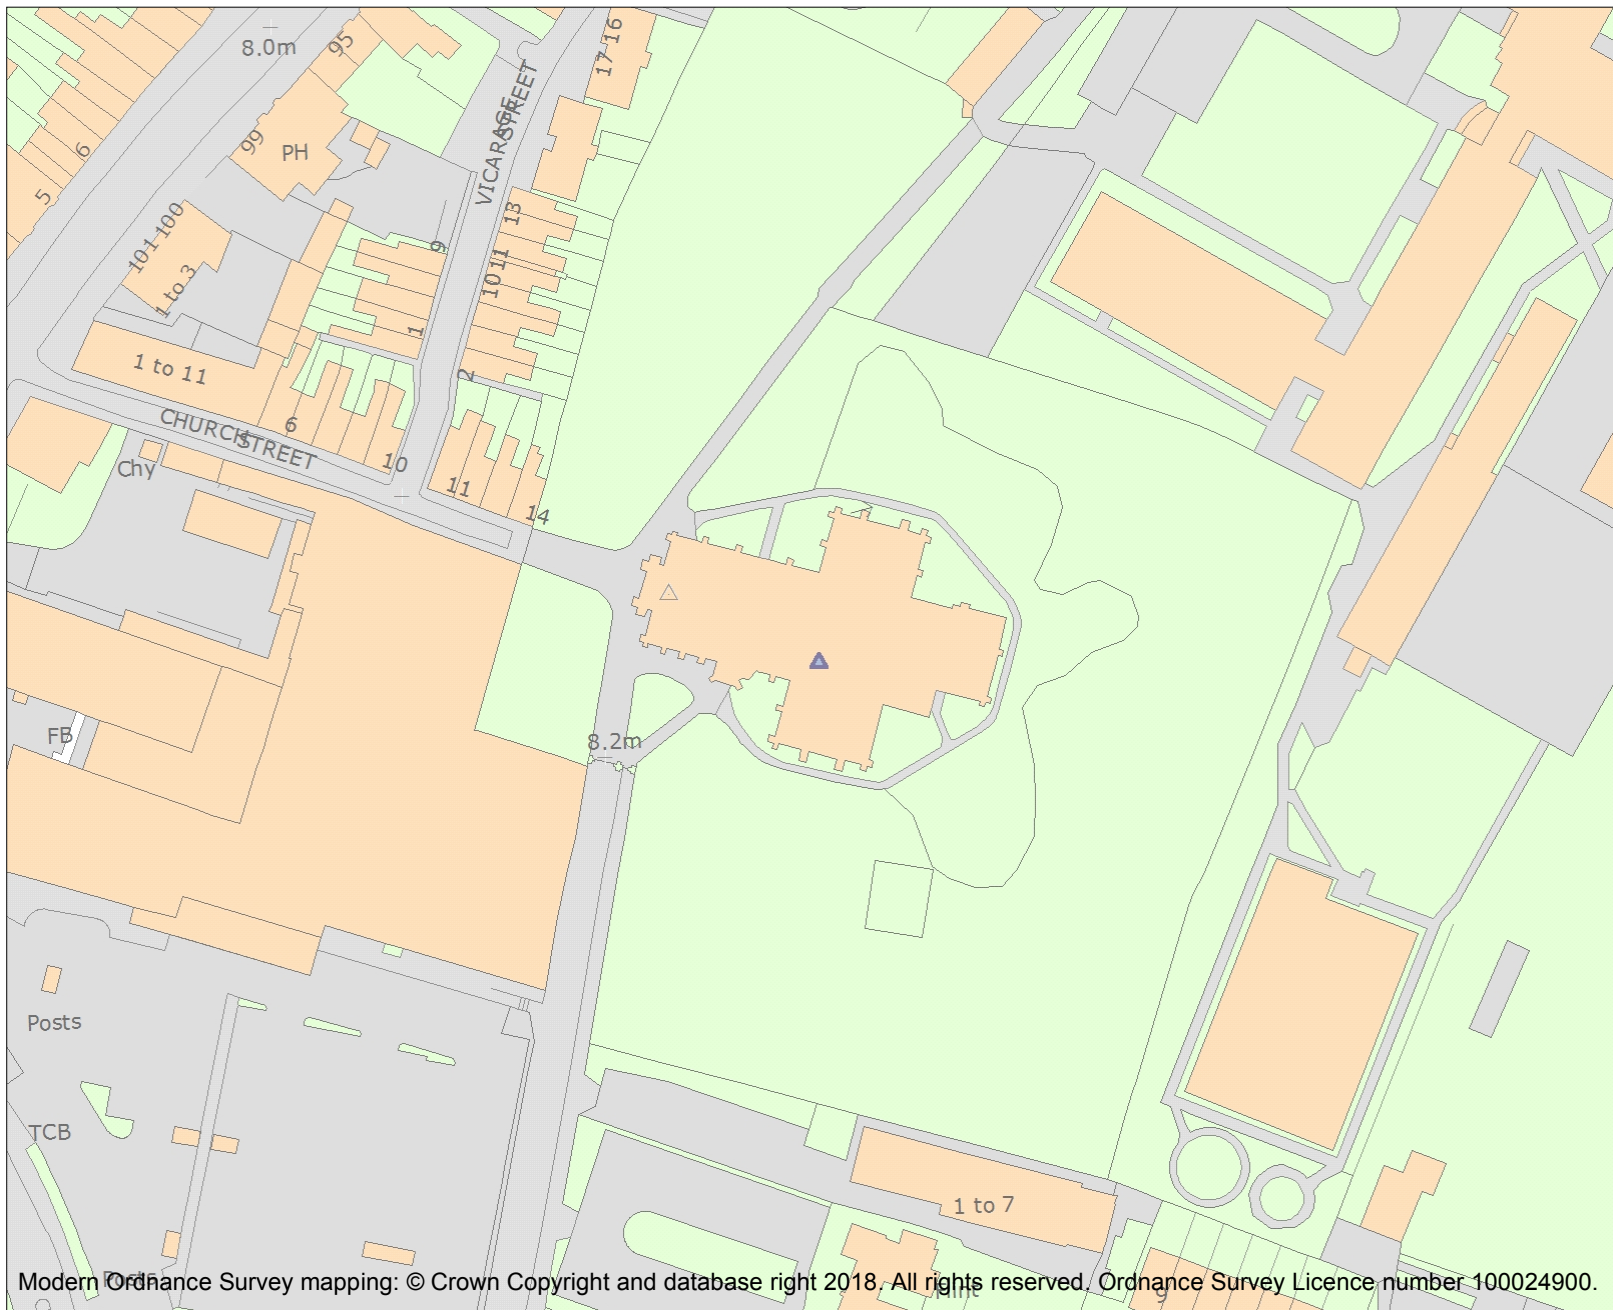 8.0m
95
17 16
6
99
PH
VICARAGE
STREET
5
100
101
13
9
1 to 3
11
10
1
1 to 11
2
CHURCH
STREET
6
5
Chy
10
11
14
FB
8.2m
Posts
TCB
1 to 7
Posts
9
Modern Ordnance Survey mapping: © Crown Copyright and database right 2018. All rights reserved. Ordnance Survey Licence number 100024900.